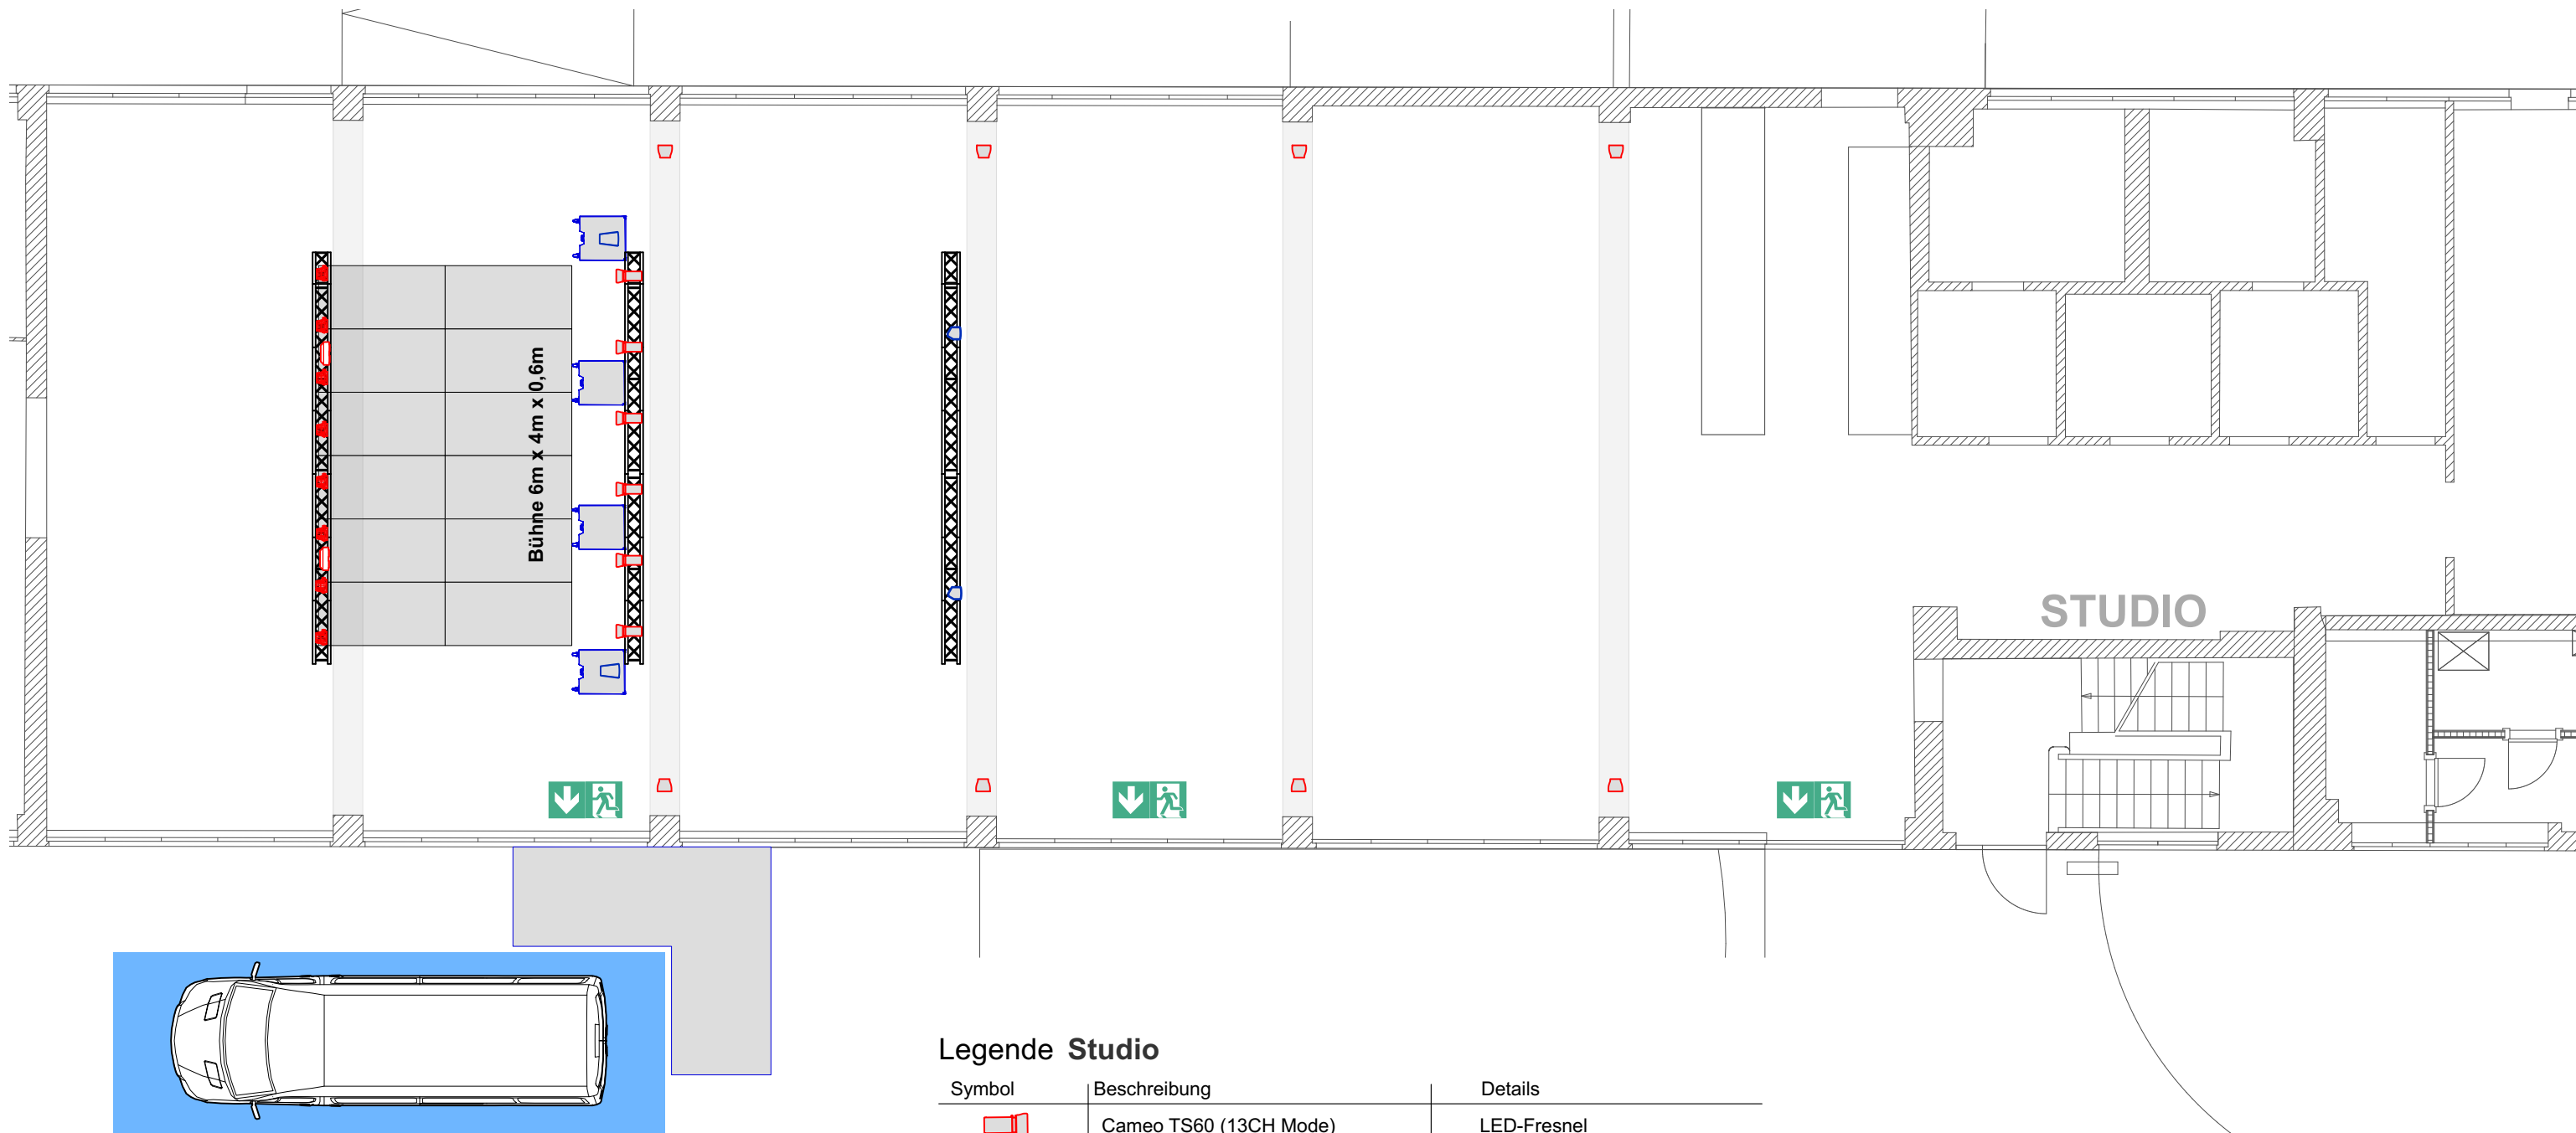 Bühne 6m x 4m x 0,6m
STUDIO
Legende Studio
Symbol Beschreibung Details
Cameo TS60 (13CH Mode) LED-Fresnel